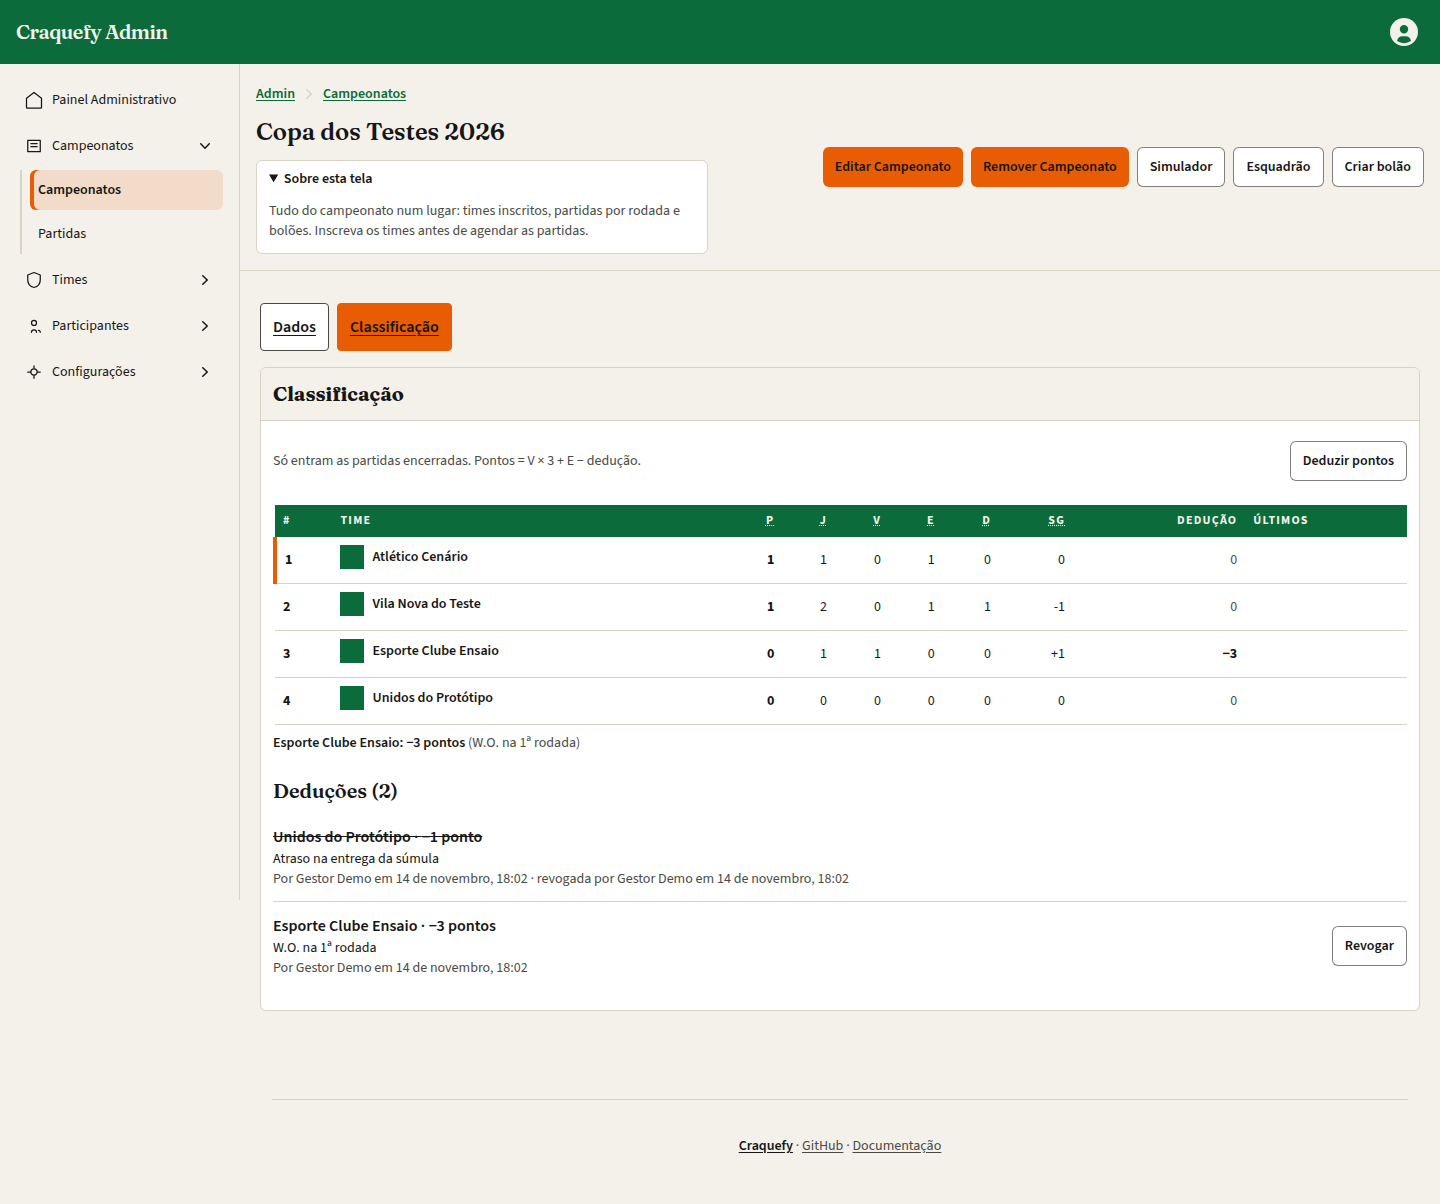 Craquefy Admin
Painel Administrativo
Campeonatos
Campeonatos
Partidas
Times
Participantes
Configurações
Admin
Campeonatos
Copa dos Testes 2026
▼ Sobre esta tela
Tudo do campeonato num lugar: times inscritos, partidas por rodada e
bolões. Inscreva os times antes de agendar as partidas.
Editar Campeonato
Remover Campeonato
Simulador
Esquadrão
Criar bolão
Dados
Classificação
Classificação
Só entram as partidas encerradas. Pontos = V × 3 + E − dedução.
Deduzir pontos
# TIME P J V E D SG DEDUÇÃO ÚLTIMOS
1 Atlético Cenário 1 1 0 1 0 0 0
2 Vila Nova do Teste 1 2 0 1 1 -1 0
3 Esporte Clube Ensaio 0 1 1 0 0 +1 −3
4 Unidos do Protótipo 0 0 0 0 0 0 0
Esporte Clube Ensaio: −3 pontos (W.O. na 1ª rodada)
Deduções (2)
Unidos do Protótipo · −1 ponto
Atraso na entrega da súmula
Por Gestor Demo em 14 de novembro, 18:02 · revogada por Gestor Demo em 14 de novembro, 18:02
Esporte Clube Ensaio · −3 pontos
W.O. na 1ª rodada
Por Gestor Demo em 14 de novembro, 18:02
Revogar
Craquefy · GitHub · Documentação